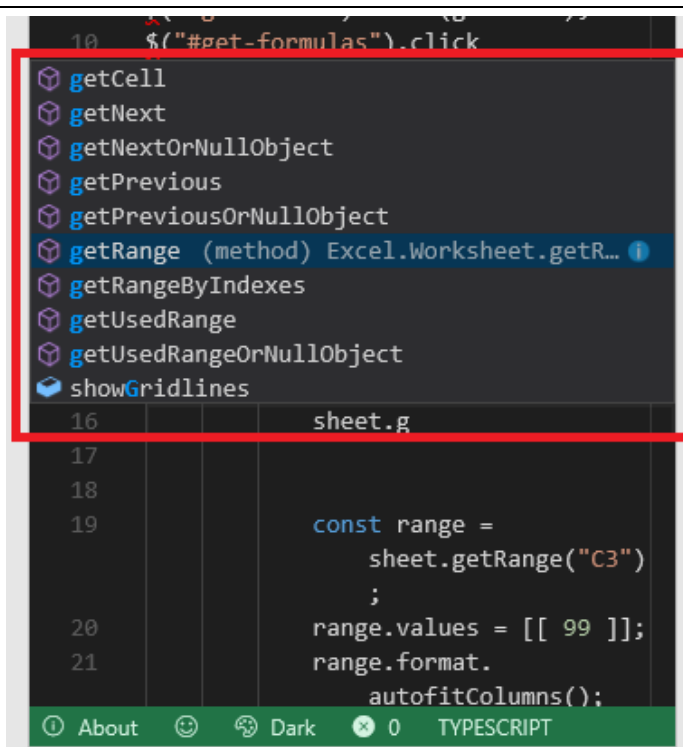 10 $("#get-formulas").click
getCell
getNext
getNextOrNullObject
getPrevious
getPreviousOrNullObject
getRange (method) Excel.Worksheet.getR…
getRangeByIndexes
getUsedRange
getUsedRangeOrNullObject
showGridlines
16 sheet.g
17
18
19 const range =
sheet.getRange("C3")
;
20 range.values = [[ 99 ]];
21 range.format.
autofitColumns();
About Dark 0 TYPESCRIPT